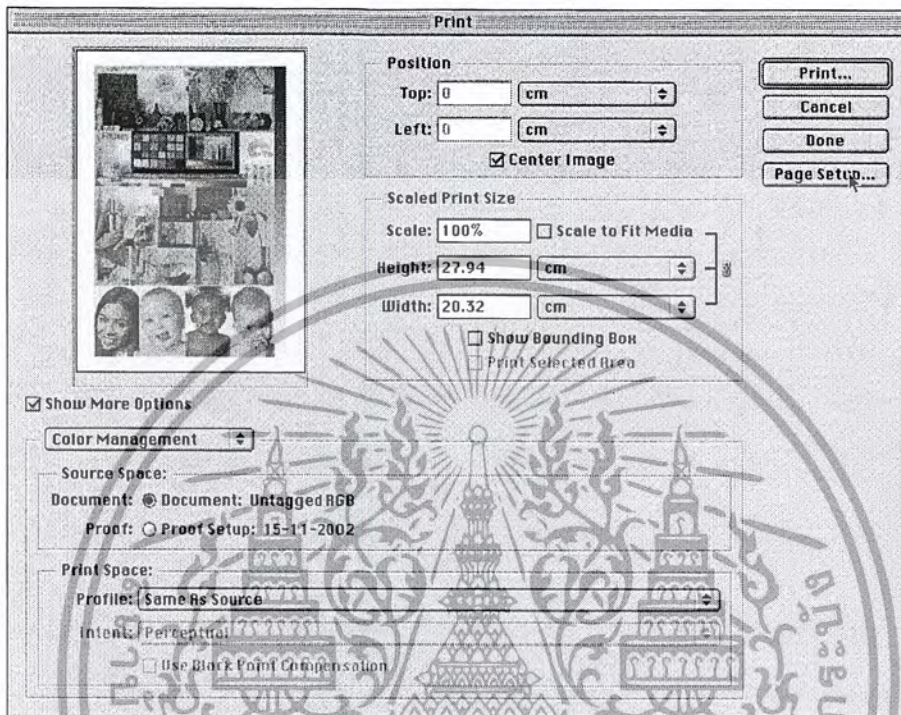 Print
Position
Top: 0 cm
Left: 0 cm
Center Image
Print...
Cancel
Done
Page Setup...
Scaled Print Size
Scale: 100% Scale to Fit Media
Height: 27.94 cm
Width: 20.32 cm
Show Bounding Box
Print Selected Area
Show More Options
Color Management
Source Space:
Document: Document: Untagged RGB
Proof: Proof Setup: 15-11-2002
Print Space:
Profile: Same As Source
Intent: Perceptual
Use Black Point Compensation